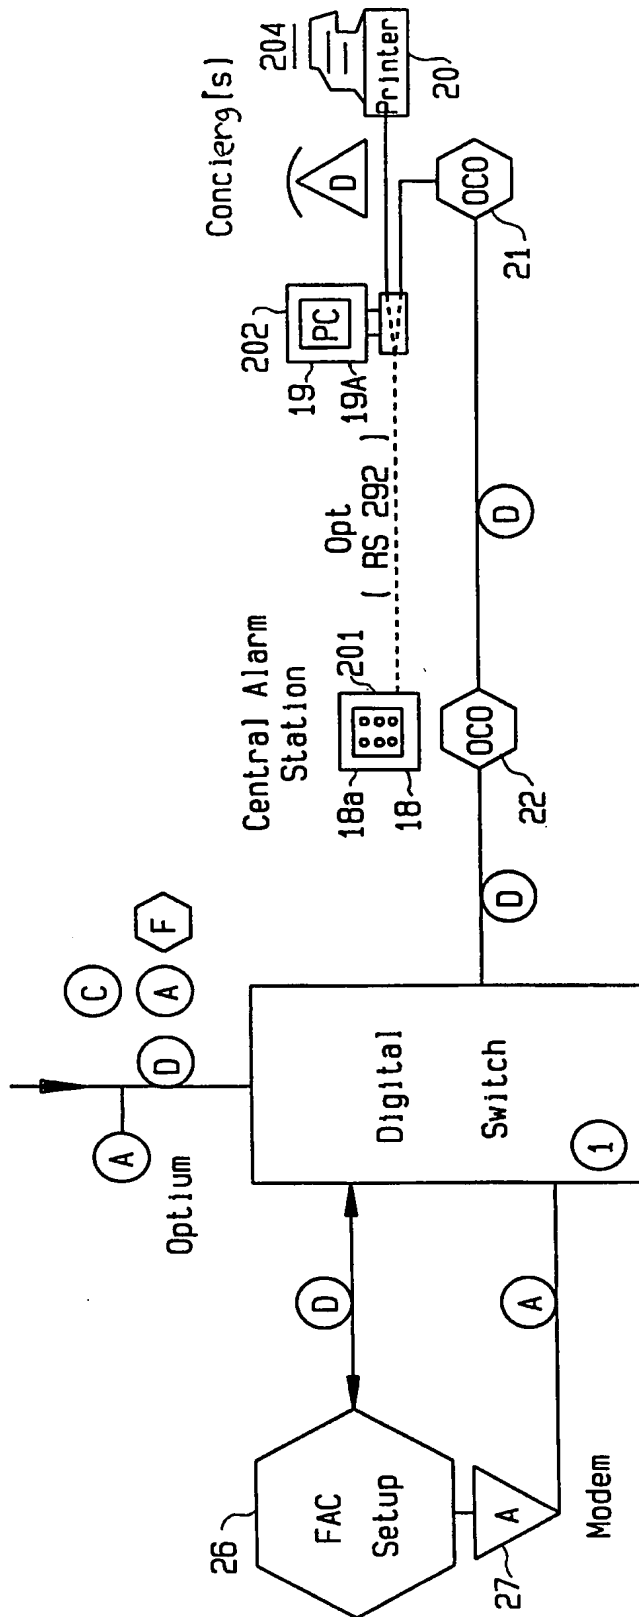 C
D
A
F
A
Optium
Digital
Switch
1
D
26
FAC
Setup
A
27
Modem
A
D
OCO
22
Central Alarm
Station
18a
18
201
Opt
( RS 292 )
D
202
PC
19
19A
Concierg(s)
D
204
Printer
20
OCO
21